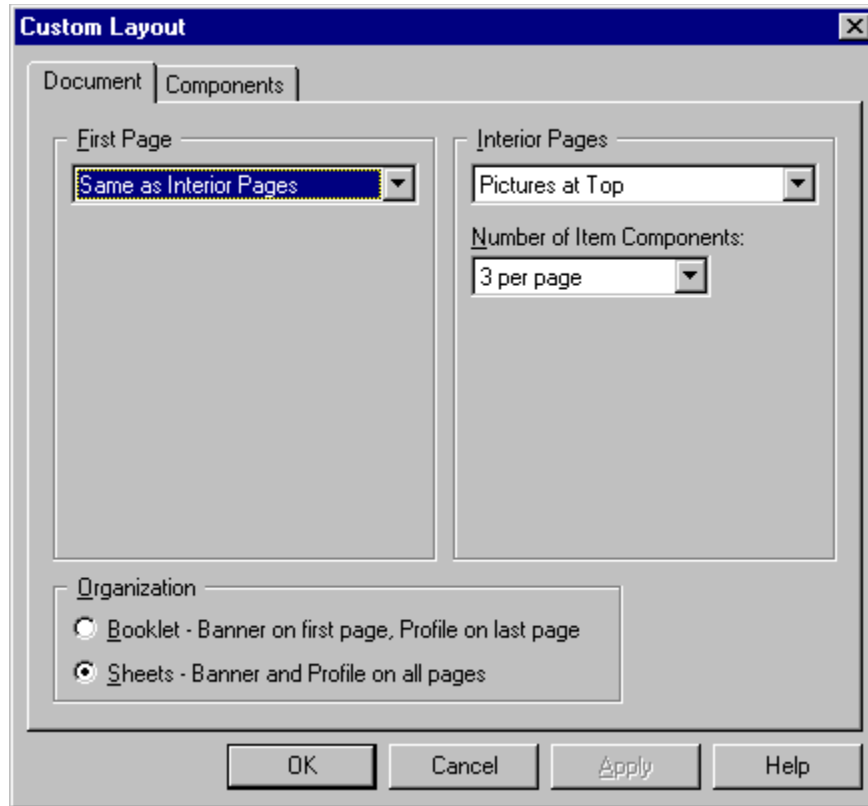 Custom Layout
Document
Components
First Page
Same as Interior Pages
Interior Pages
Pictures at Top
Number of Item Components:
3 per page
Organization
Booklet - Banner on first page, Profile on last page
Sheets - Banner and Profile on all pages
OK
Cancel
Apply
Help